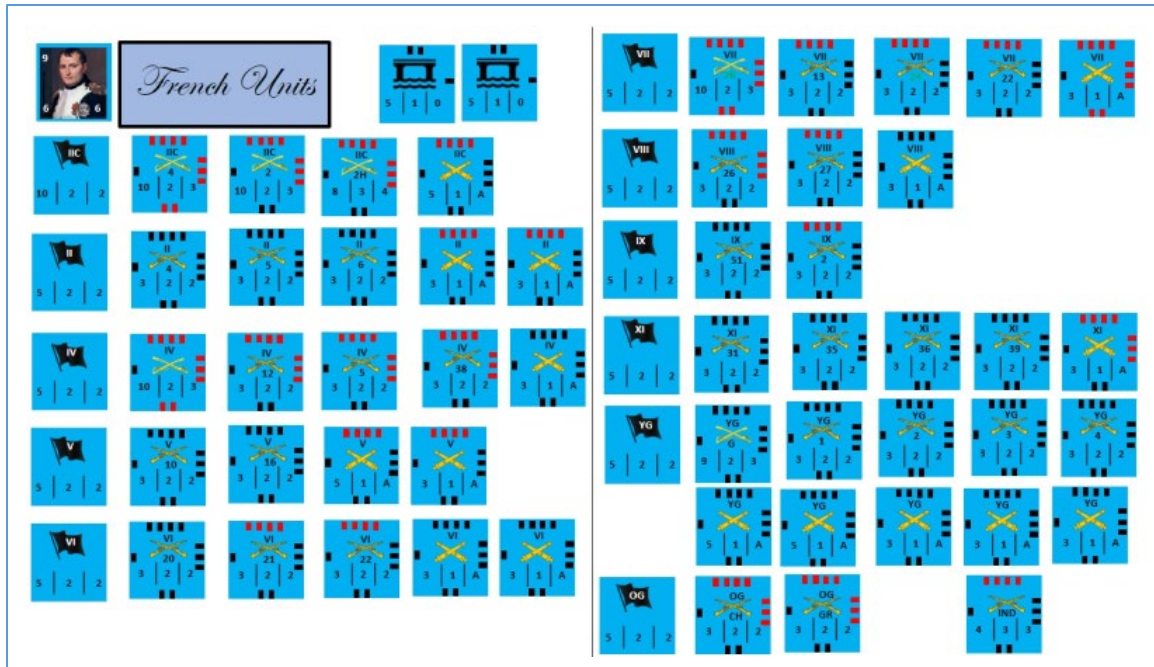 9
6 6
French Units
5 1 0 5 1 0
IIC IIC IIC IIC IIC
4 2 2H
10 2 2 10 2 3 10 2 3 8 3 4 5 1 A
II II II II II II
4 5 6
5 2 2 3 2 2 3 2 2 3 2 2 3 1 A 3 1 A
IV IV IV IV IV IV
12 5 38
5 2 2 10 2 3 3 2 2 3 2 2 3 2 2 3 1 A
V V V V V
10 16
5 2 2 3 2 2 3 2 2 5 1 A 3 1 A
VI VI VI VI VI VI
20 21 22
5 2 2 3 2 2 3 2 2 3 2 2 3 1 A 3 1 A
VII VII VII VII VII VII
13 22
5 2 2 10 2 3 3 2 2 3 2 2 3 2 2 3 1 A
VIII VIII VIII VIII
26 27
5 2 2 3 2 2 3 2 2 3 1 A
IX IX IX
51 2
5 2 2 3 2 2 3 2 2
XI XI XI XI XI XI
31 35 36 39
5 2 2 3 2 2 3 2 2 3 2 2 3 2 2 3 1 A
YG YG YG YG YG YG
G 1 2 3 4
5 2 2 9 2 3 3 2 2 3 2 2 3 2 2 3 2 2
YG YG YG YG YG
5 1 A 5 1 A 3 1 A 3 1 A 3 1 A
OG OG OG
CH GR IND
5 2 2 3 2 2 3 2 2 4 3 3